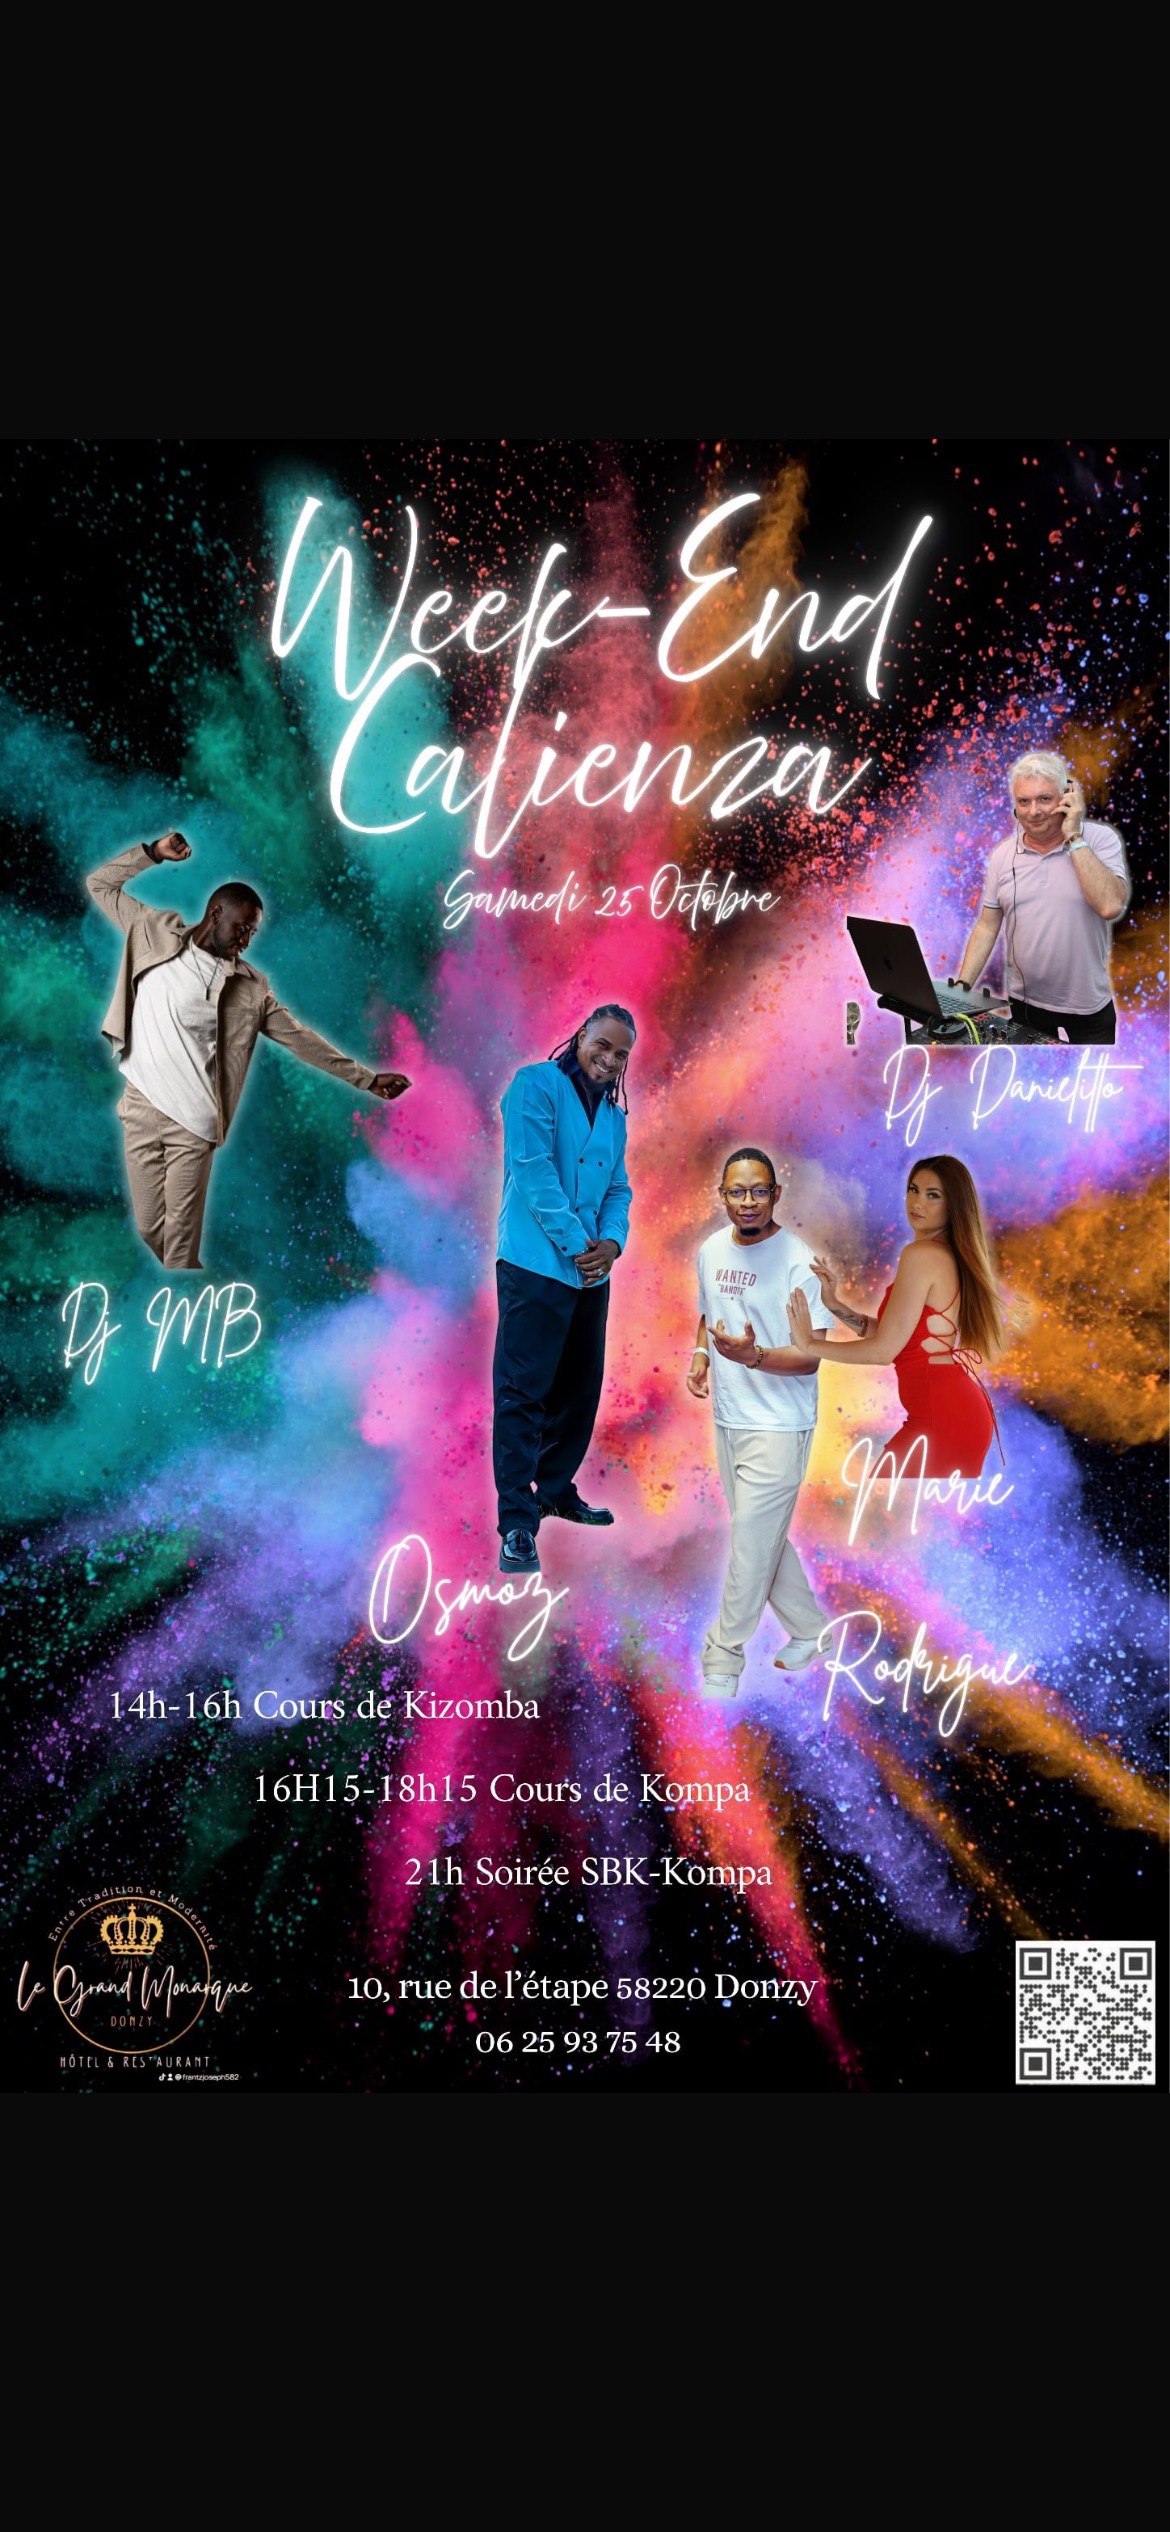 Week-End
Calienza
Samedi 25 Octobre
Dj Danielitto
WANTED
"BANDIT"
Dj MB
Marie
Osmoz
Rodrigue
14h-16h Cours de Kizomba
16H15-18h15 Cours de Kompa
21h Soirée SBK-Kompa
Entre Tradition et Modernité
Le Grand Monarque
DONZY
HÔTEL & RESTAURANT
@frantzjoseph582
10, rue de l'étape 58220 Donzy
06 25 93 75 48